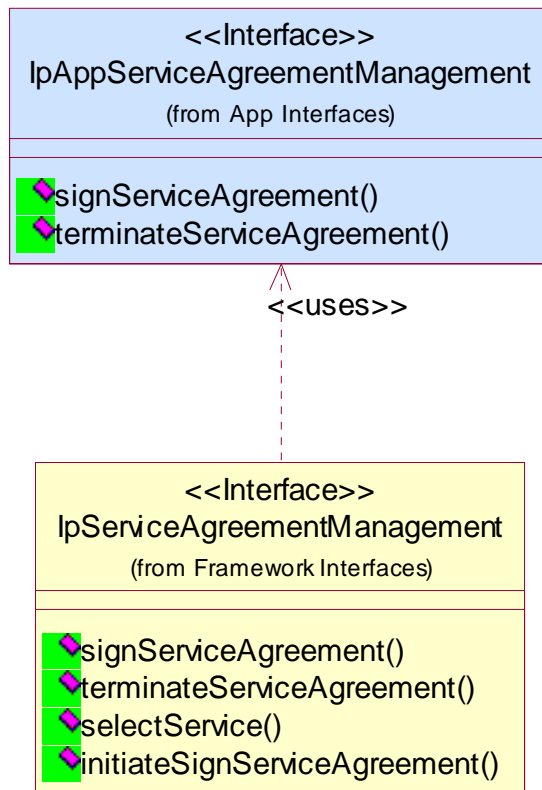 <<Interface>>
IpAppServiceAgreementManagement
(from App Interfaces)
signServiceAgreement()
terminateServiceAgreement()
<<uses>>
<<Interface>>
IpServiceAgreementManagement
(from Framework Interfaces)
signServiceAgreement()
terminateServiceAgreement()
selectService()
initiateSignServiceAgreement()